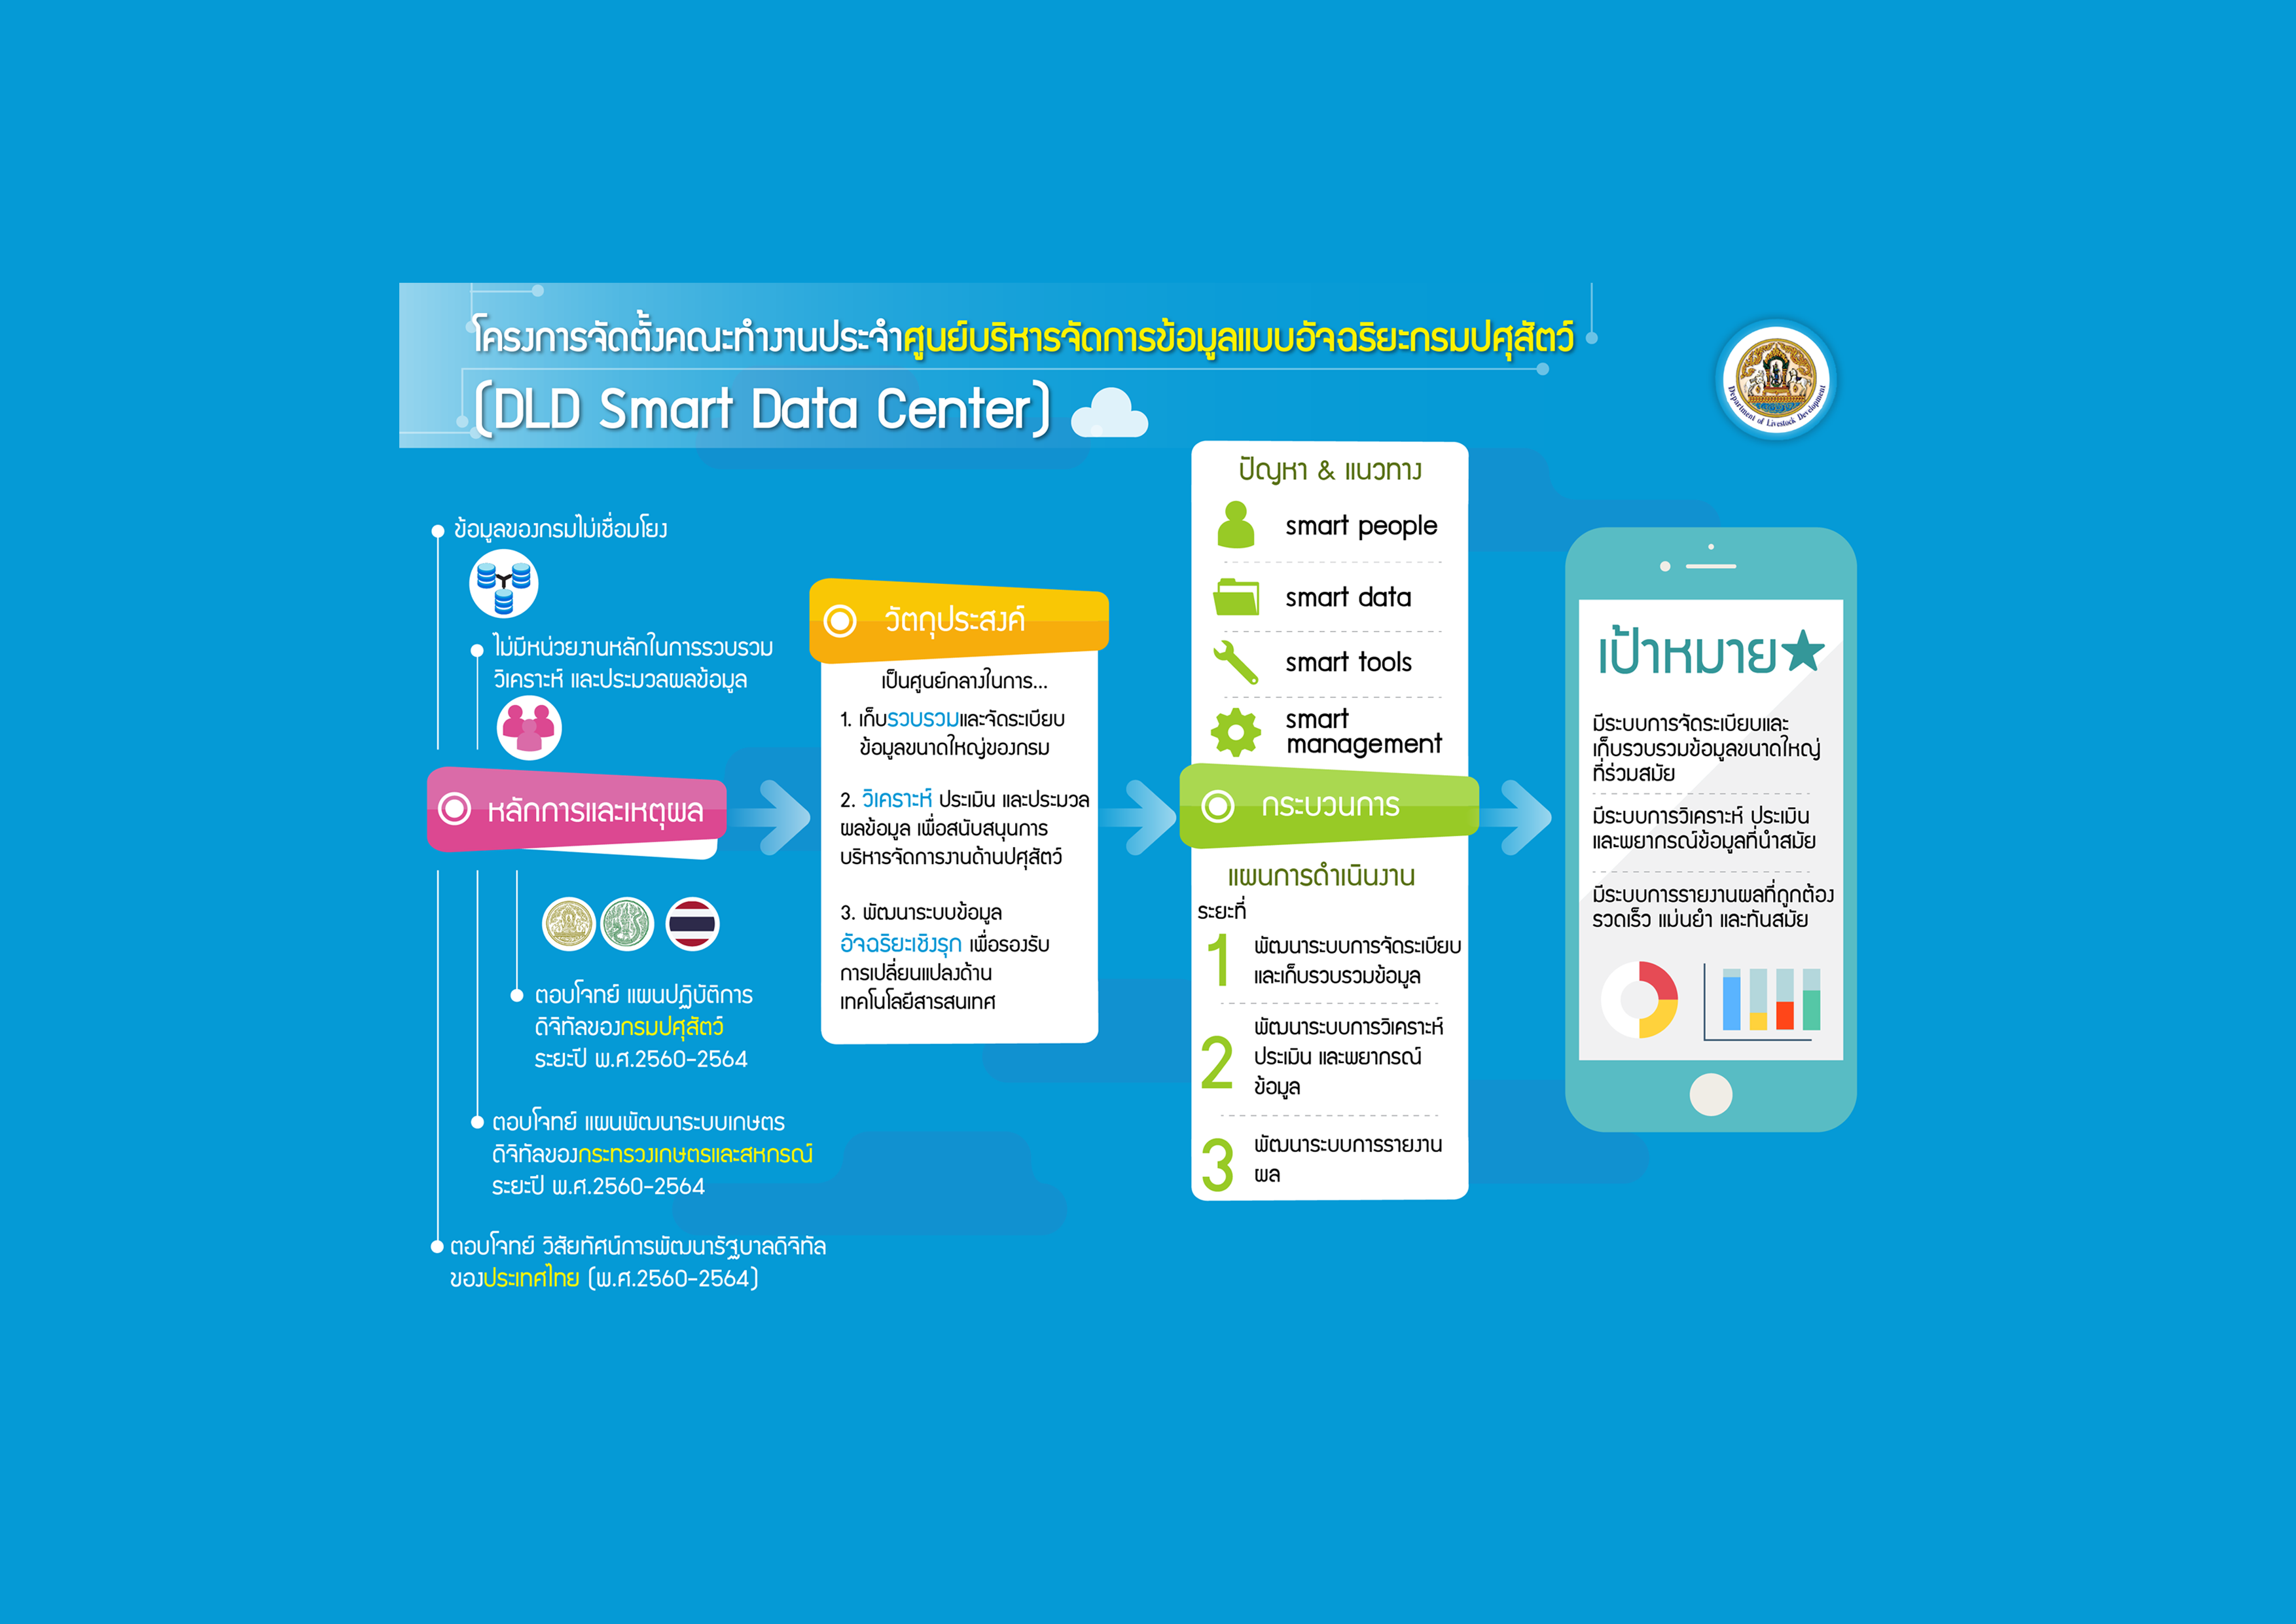 โครงการจัดตั้งคณะทำงานประจำศูนย์บริหารจัดการข้อมูลแบบอัจฉริยะกรมปศุสัตว์
(DLD Smart Data Center)
Department of Livestock Development
ข้อมูลของกรมไม่เชื่อมโยง
ไม่มีหน่วยงานหลักในการรวบรวม
วิเคราะห์ และประมวลผลข้อมูล
หลักการและเหตุผล
ตอบโจทย์ แผนปฏิบัติการ
ดิจิทัลของกรมปศุสัตว์
ระยะปี พ.ศ.2560-2564
ตอบโจทย์ แผนพัฒนาระบบเกษตร
ดิจิทัลของกระทรวงเกษตรและสหกรณ์
ระยะปี พ.ศ.2560-2564
ตอบโจทย์ วิสัยทัศน์การพัฒนารัฐบาลดิจิทัล
ของประเทศไทย (พ.ศ.2560-2564)
วัตถุประสงค์
เป็นศูนย์กลางในการ...
1. เก็บรวบรวมและจัดระเบียบ
ข้อมูลขนาดใหญ่ของกรม
2. วิเคราะห์ ประเมิน และประมวล
ผลข้อมูล เพื่อสนับสนุนการ
บริหารจัดการงานด้านปศุสัตว์
3. พัฒนาระบบข้อมูล
อัจฉริยะเชิงรุก เพื่อรองรับ
การเปลี่ยนแปลงด้าน
เทคโนโลยีสารสนเทศ
ปัญหา & แนวทาง
smart people
smart data
smart tools
smart
management
กระบวนการ
แผนการดำเนินงาน
ระยะที่
1 พัฒนาระบบการจัดระเบียบ
และเก็บรวบรวมข้อมูล
2 พัฒนาระบบการวิเคราะห์
ประเมิน และพยากรณ์
ข้อมูล
3 พัฒนาระบบการรายงาน
ผล
เป้าหมาย
มีระบบการจัดระเบียบและ
เก็บรวบรวมข้อมูลขนาดใหญ่
ที่ร่วมสมัย
มีระบบการวิเคราะห์ ประเมิน
และพยากรณ์ข้อมูลที่นำสมัย
มีระบบการรายงานผลที่ถูกต้อง
รวดเร็ว แม่นยำ และทันสมัย